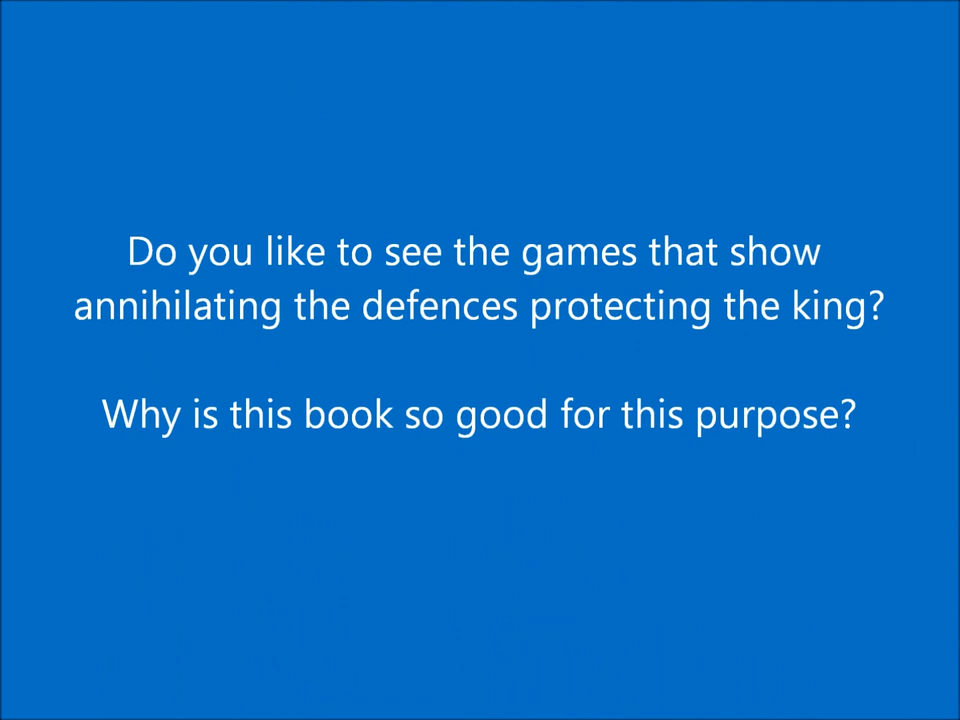 Do you like to see the games that show
annihilating the defences protecting the king?
Why is this book so good for this purpose?